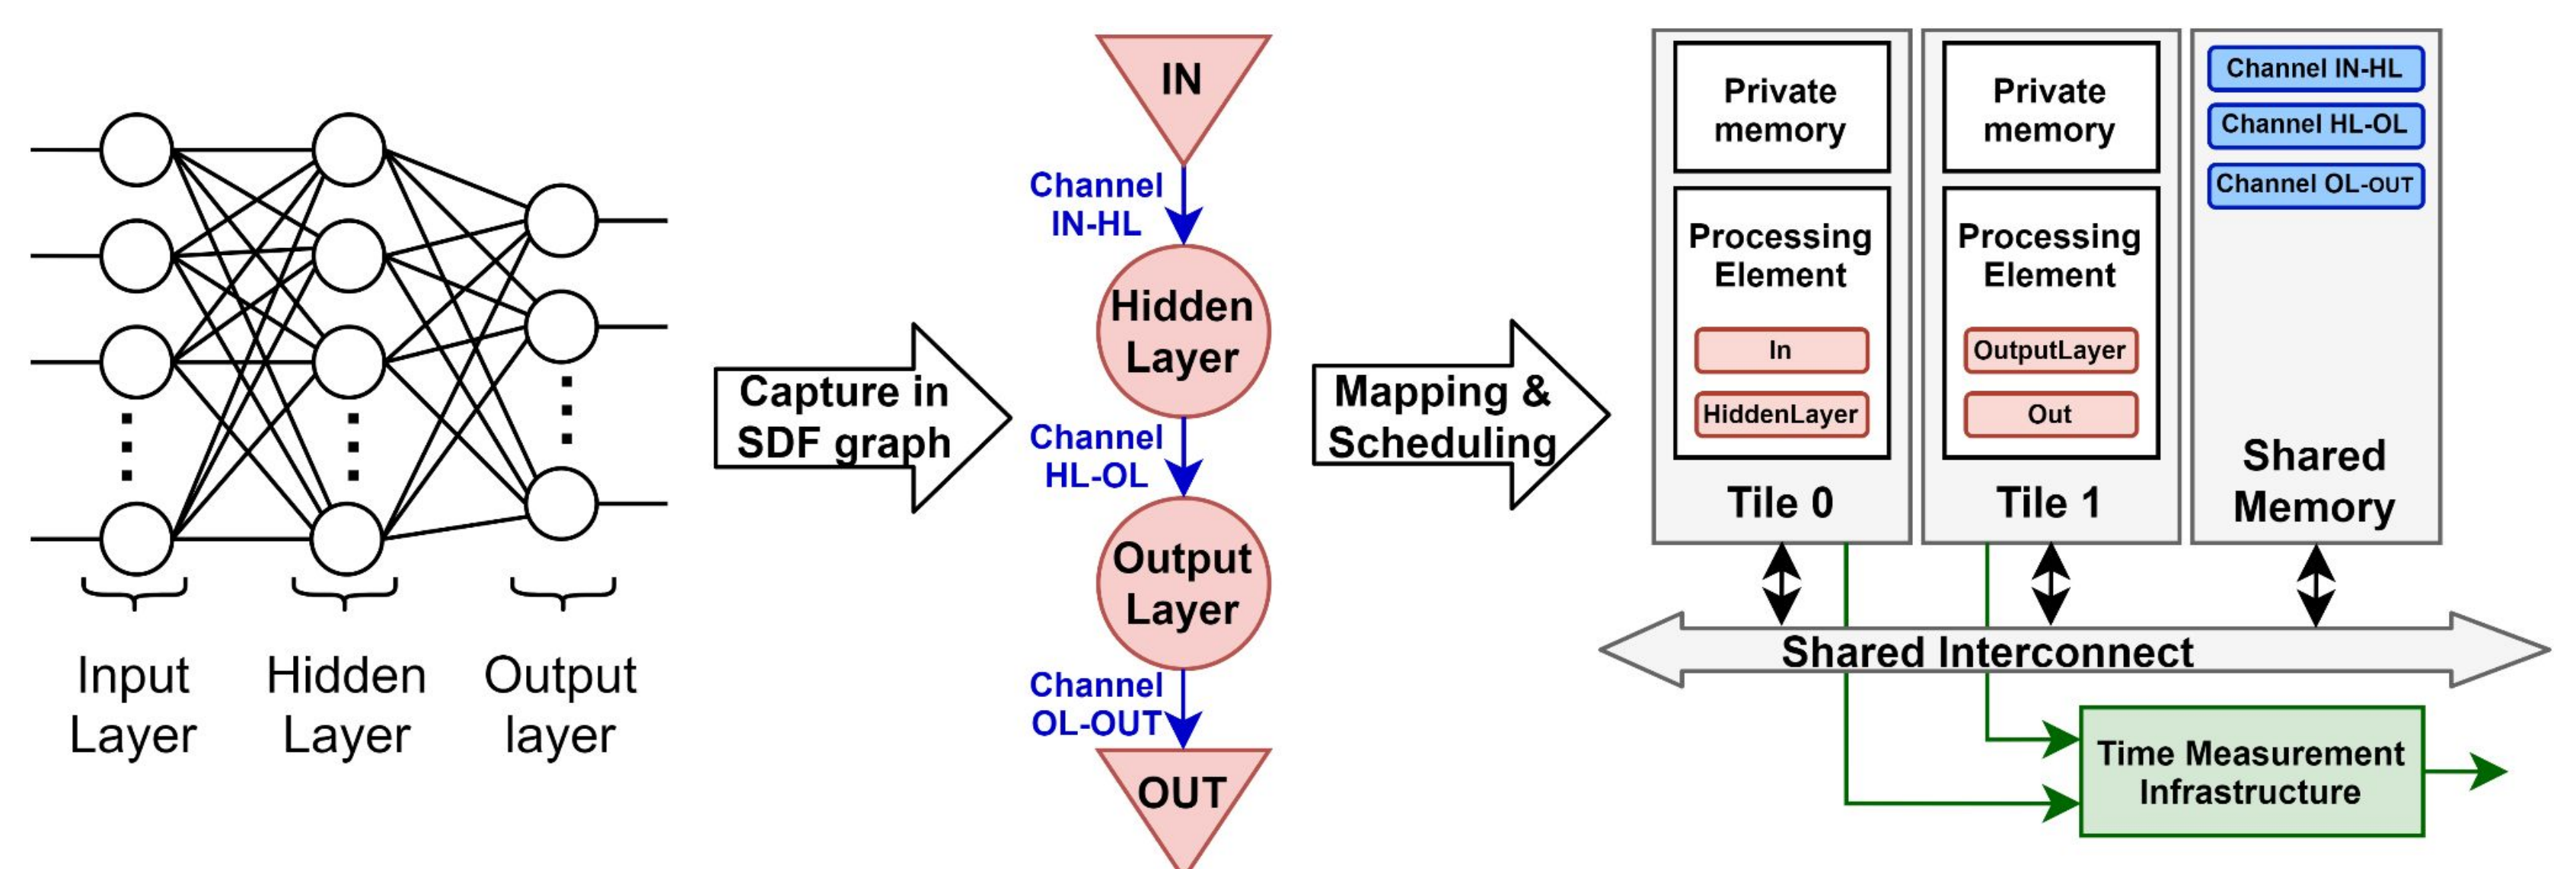 Input
Layer
Hidden
Layer
Output
layer
Capture in
SDF graph
IN
Channel
IN-HL
Hidden
Layer
Channel
HL-OL
Output
Layer
Channel
OL-OUT
OUT
Mapping &
Scheduling
Private
memory
Processing
Element
In
HiddenLayer
Tile 0
Private
memory
Processing
Element
OutputLayer
Out
Tile 1
Channel IN-HL
Channel HL-OL
Channel OL-OUT
Shared
Memory
Shared Interconnect
Time Measurement
Infrastructure